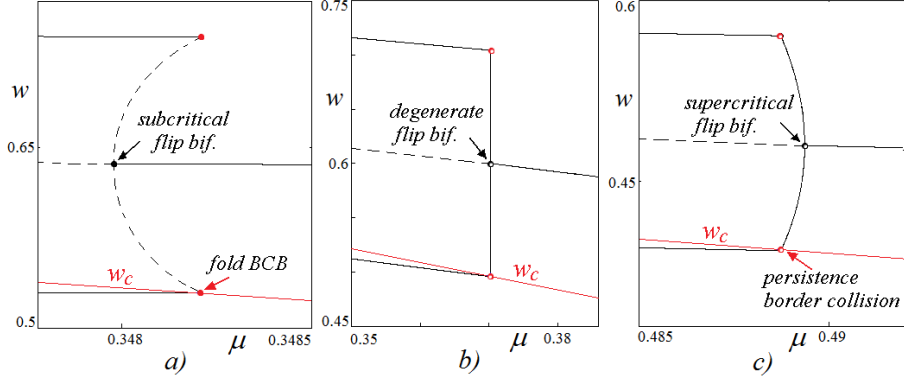 w
0.65
0.5
subcritical
flip bif.
w_c
fold BCB
0.348
μ
0.3485
a)
0.75
w
0.6
0.45
degenerate
flip bif.
w_c
0.35
μ
0.38
b)
0.6
w
0.45
supercritical
flip bif.
w_c
persistence
border collision
0.485
μ
0.49
c)